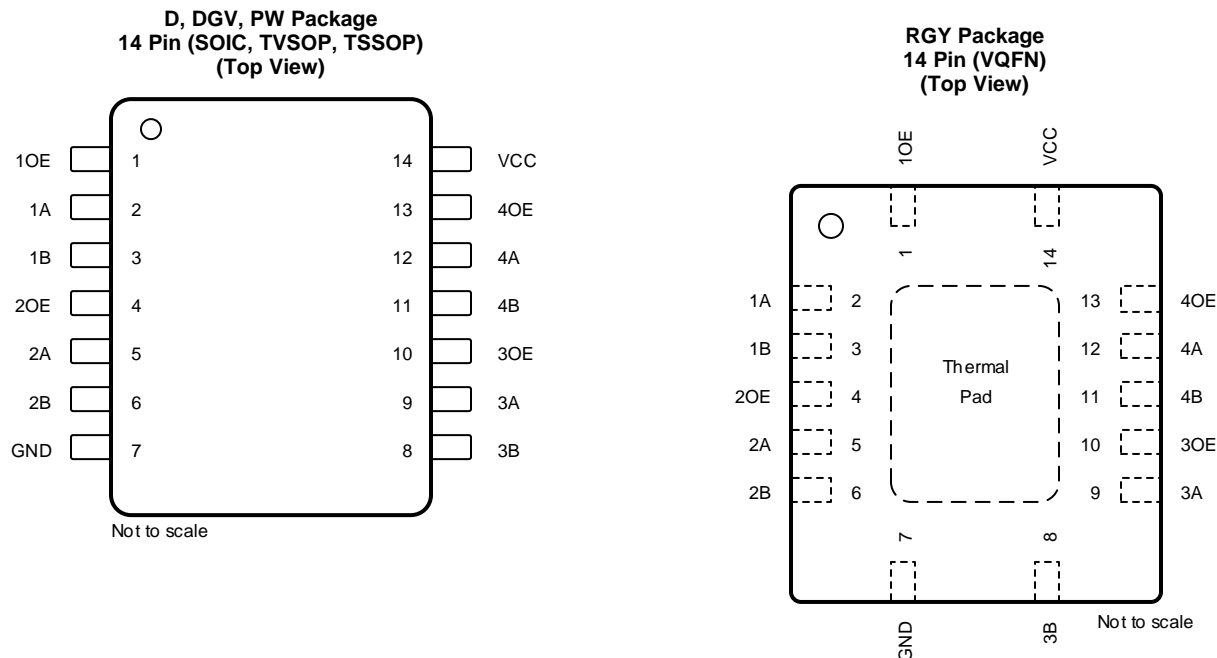 D, DGV, PW Package
14 Pin (SOIC, TVSOP, TSSOP)
(Top View)
1OE 1 14 VCC
1A 2 13 4OE
1B 3 12 4A
2OE 4 11 4B
2A 5 10 3OE
2B 6 9 3A
GND 7 8 3B
Not to scale
RGY Package
14 Pin (VQFN)
(Top View)
1OE VCC
1 14
1A 2 13 4OE
1B 3 12 4A
2OE 4 11 4B
2A 5 10 3OE
2B 6 9 3A
Thermal
Pad
7 8
GND 3B
Not to scale